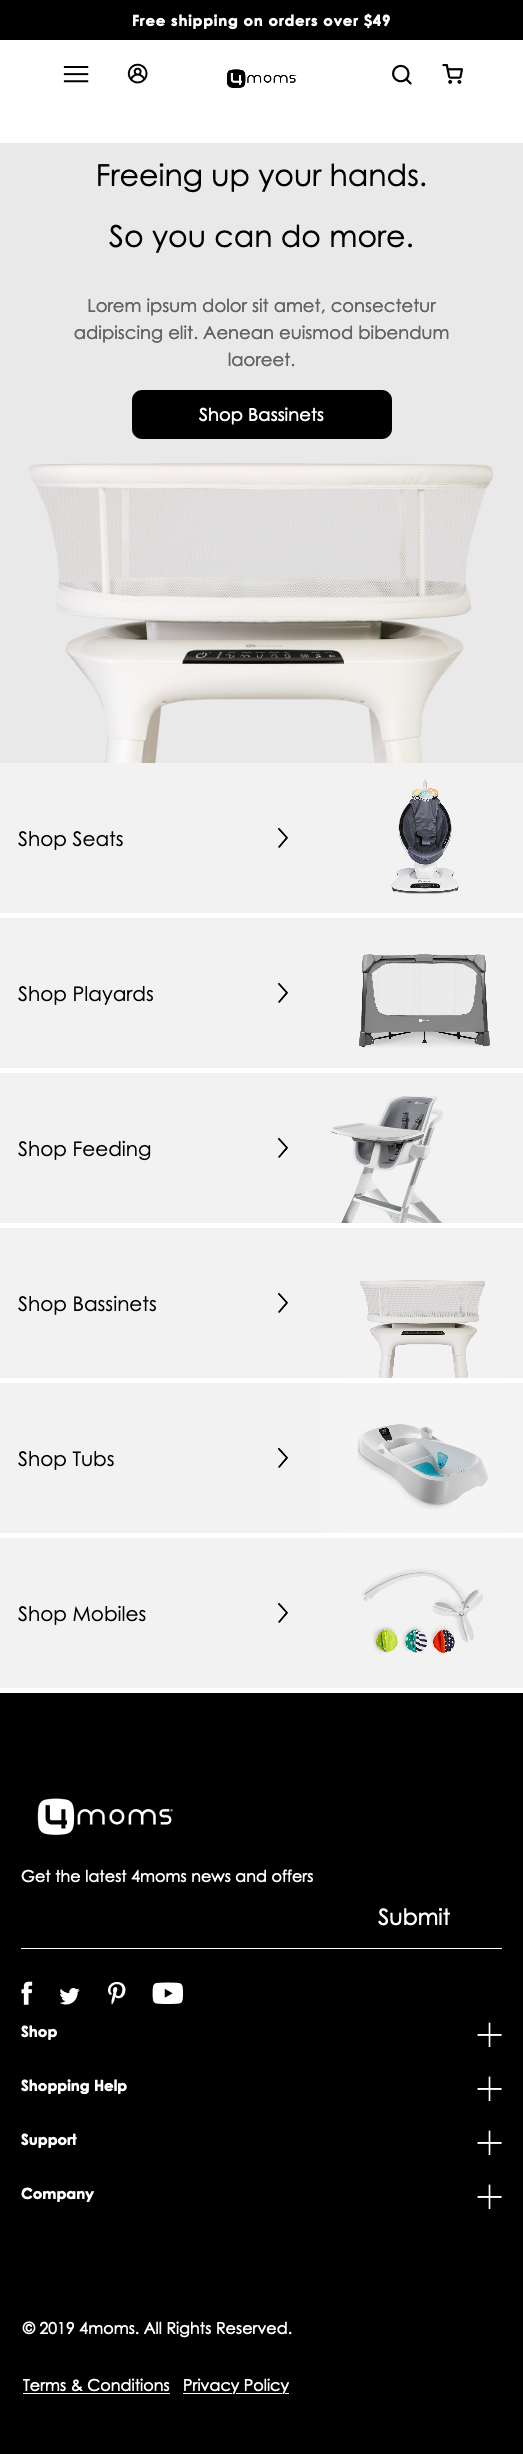 Free shipping on orders over $49
4moms
Freeing up your hands.
So you can do more.
Lorem ipsum dolor sit amet, consectetur
adipiscing elit. Aenean euismod bibendum
laoreet.
Shop Bassinets
Shop Seats
Shop Playards
Shop Feeding
Shop Bassinets
Shop Tubs
Shop Mobiles
4moms
Get the latest 4moms news and offers
Submit
Shop
Shopping Help
Support
Company
© 2019 4moms. All Rights Reserved.
Terms & Conditions Privacy Policy